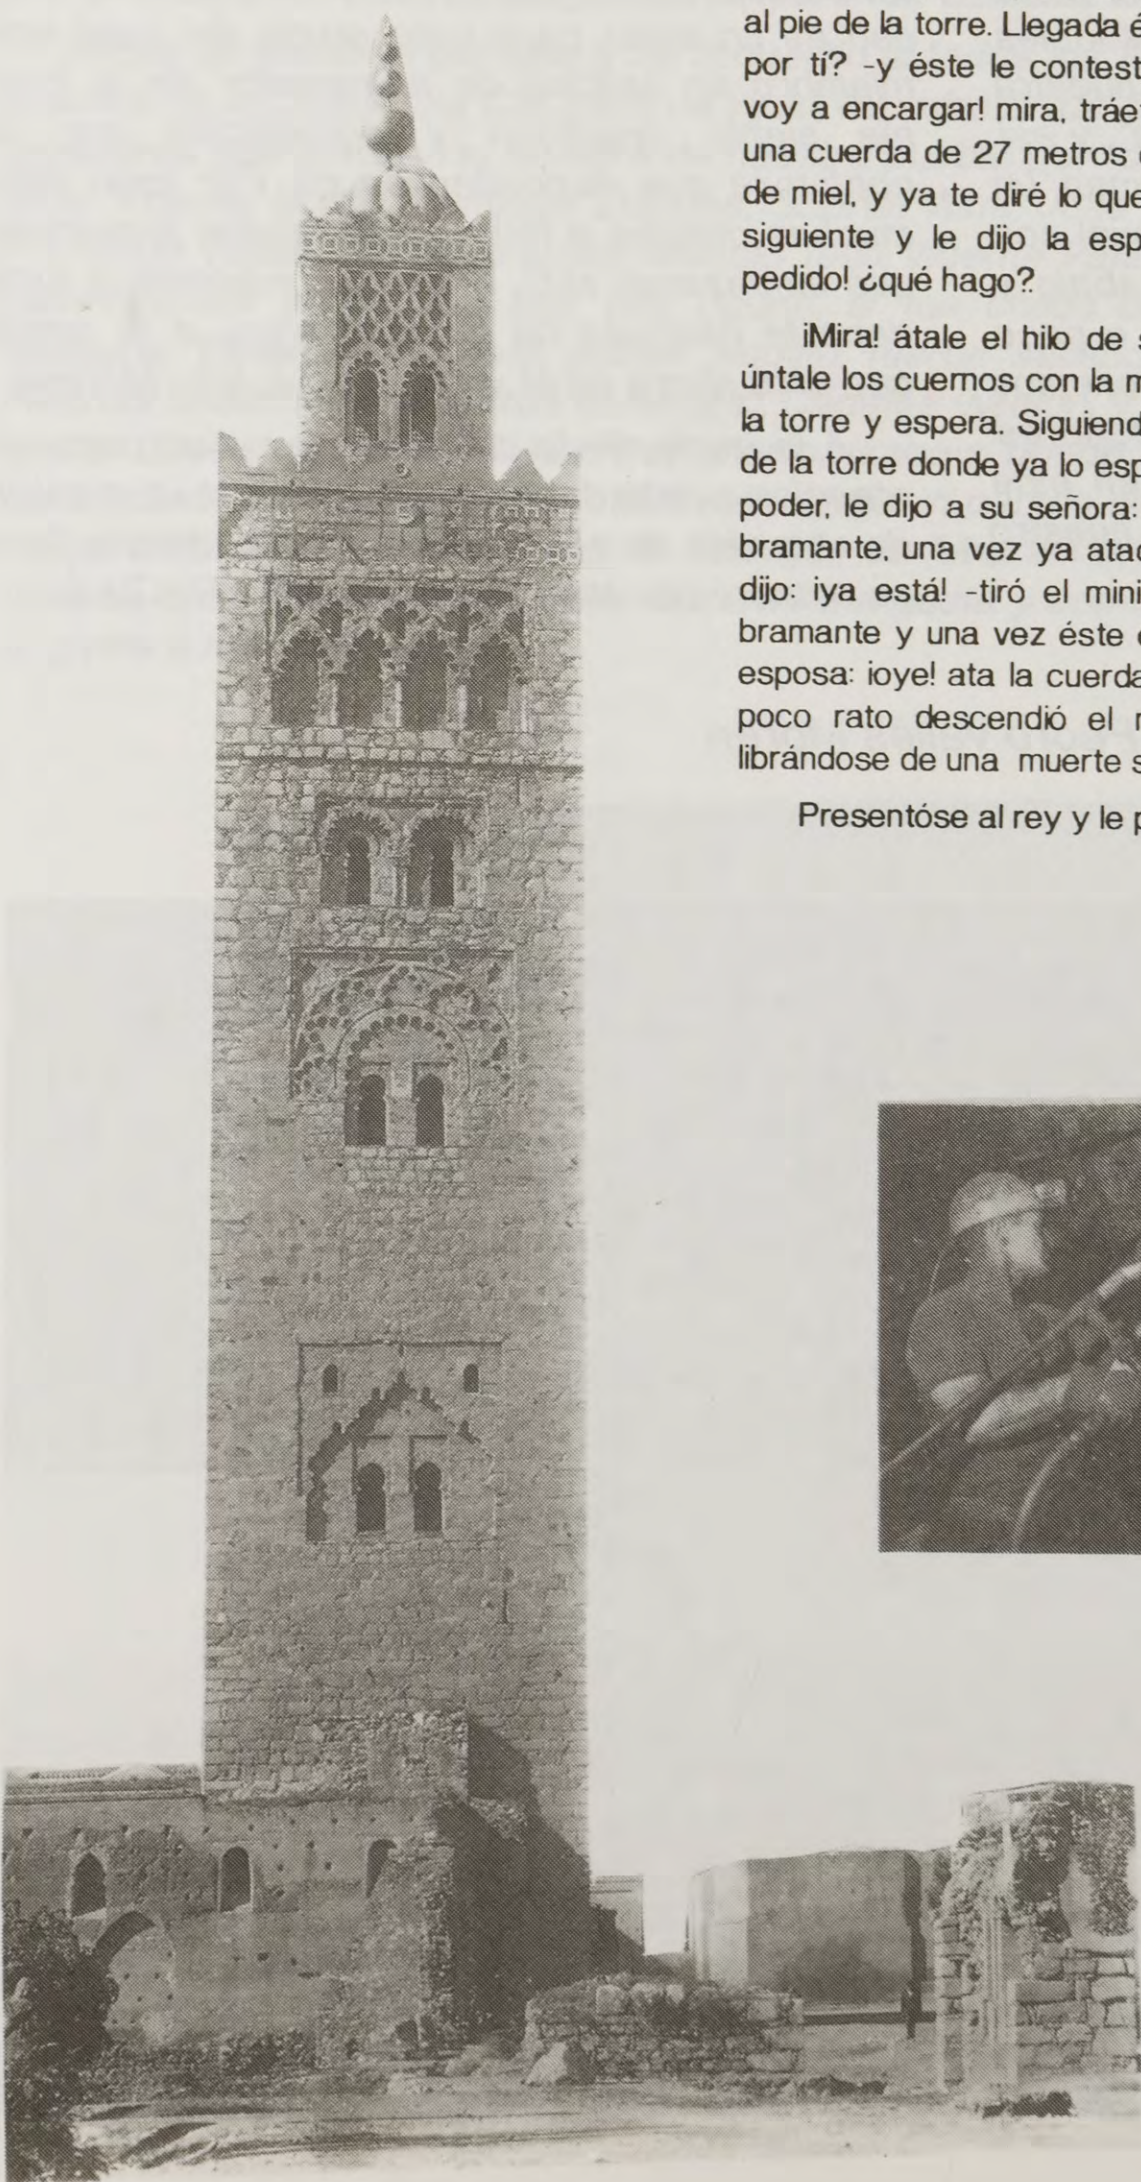 al pie de la torre. Llegada é
por tí? -y éste le contest
voy a encargar! mira, tráe
una cuerda de 27 metros
de miel, y ya te diré lo que
siguiente y le dijo la esp
pedido! ¿qué hago?
¡Mira! átale el hilo de s
úntale los cuernos con la m
la torre y espera. Siguiend
de la torre donde ya lo esp
poder, le dijo a su señora:
bramante, una vez ya atad
dijo: ¡ya está! -tiró el mini
bramante y una vez éste
esposa: ¡oye! ata la cuerda
poco rato descendió el
librándose de una muerte s
Presentóse al rey y le p